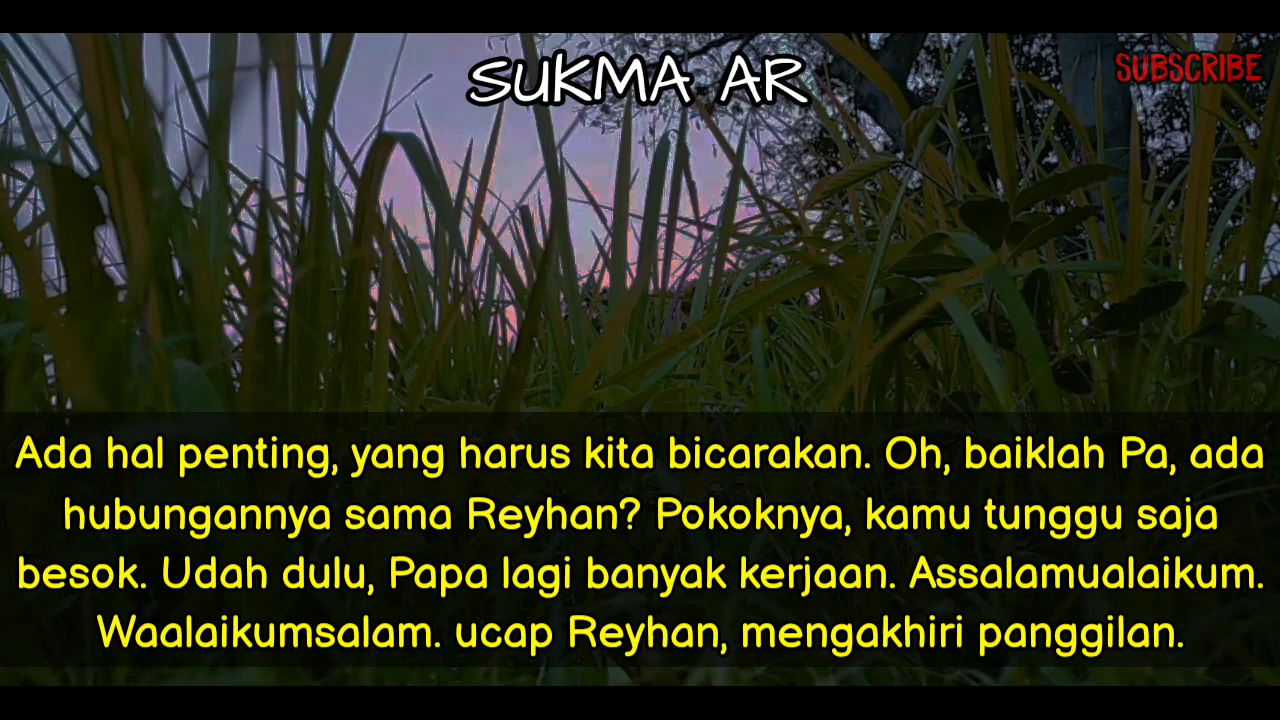 SUKMA AR
SUBSCRIBE
Ada hal penting, yang harus kita bicarakan. Oh, baiklah Pa, ada
hubungannya sama Reyhan? Pokoknya, kamu tunggu saja
besok. Udah dulu, Papa lagi banyak kerjaan. Assalamualaikum.
Waalaikumsalam. ucap Reyhan, mengakhiri panggilan.